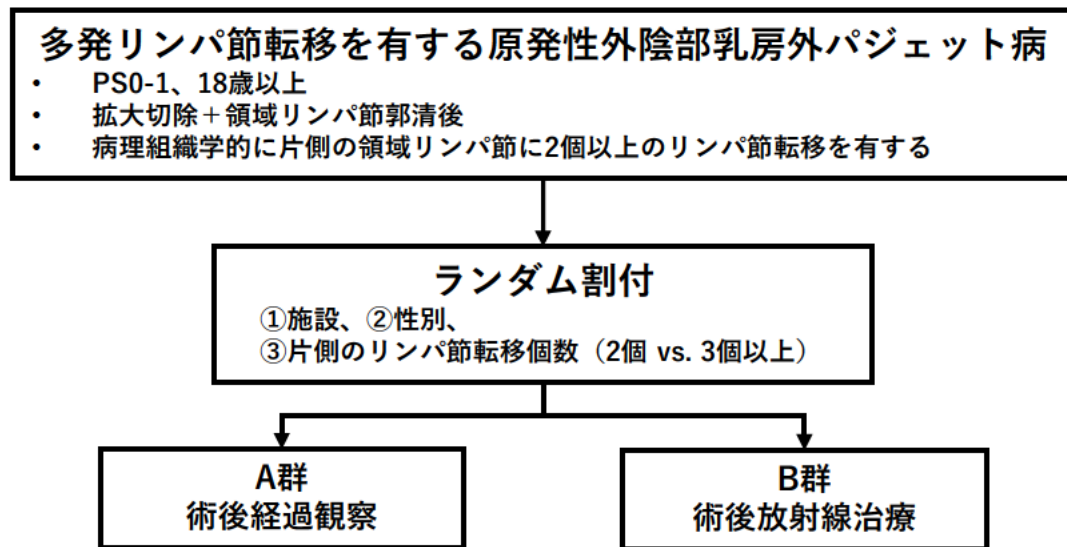 多発リンパ節転移を有する原発性外陰部乳房外パジェット病
• PS0-1、18歳以上
• 拡大切除＋領域リンパ節郭清後
• 病理組織学的に片側の領域リンパ節に2個以上のリンパ節転移を有する
ランダム割付
①施設、②性別、
③片側のリンパ節転移個数（2個 vs. 3個以上）
A群
術後経過観察
B群
術後放射線治療